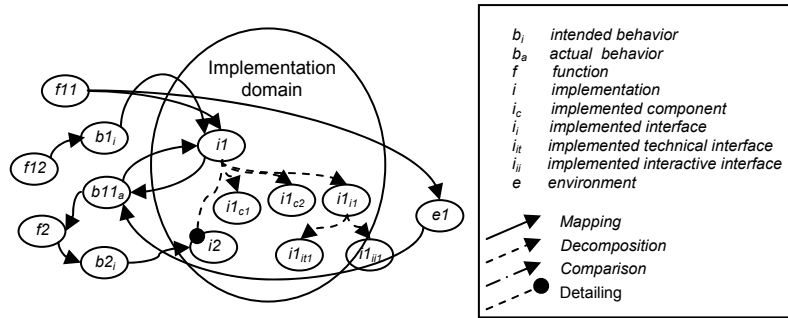 Implementation
domain
f11
b1i
f12
i1
b11a
i1c1
i1c2
i1i1
e1
f2
b2i
i2
i1it1
i1ii1
bi intended behavior
ba actual behavior
f function
i implementation
ic implemented component
ii implemented interface
iit implemented technical interface
iii implemented interactive interface
e environment
Mapping
Decomposition
Comparison
Detailing